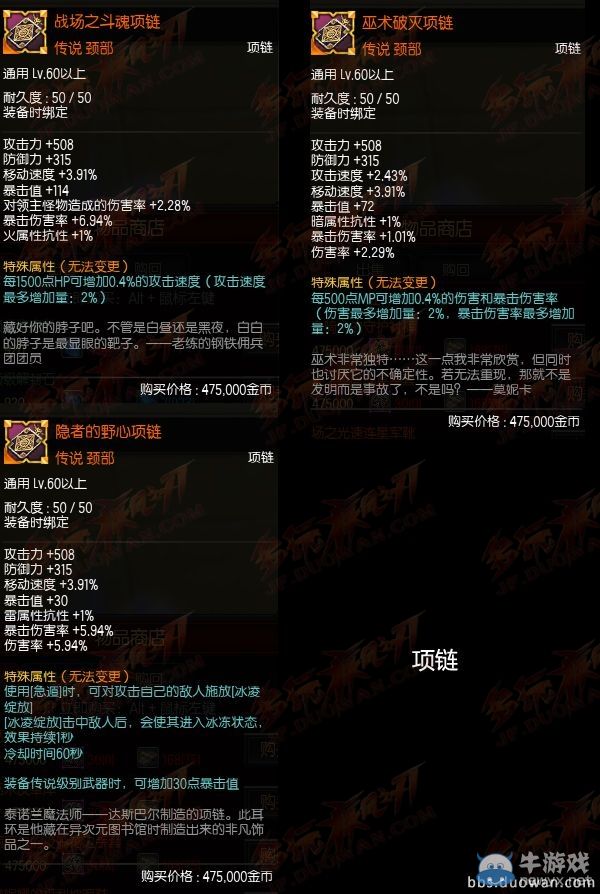 战场之斗魂项链
传说 颈部
项链
通用 Lv.60以上
耐久度 : 50 / 50
装备时绑定
攻击力 +508
防御力 +315
移动速度 +3.91%
暴击值 +114
对领主怪物造成的伤害率 +2.28%
暴击伤害率 +6.94%
火属性抗性 +1%
特殊属性（无法变更）
每1500点HP可增加0.4%的攻击速度（攻击速度
最多增加量：2%）
藏好你的脖子吧。不管是白昼还是黑夜，白白
的脖子是最显眼的靶子。——老练的钢铁佣兵
团团员
购买价格 : 475,000金币
巫术破灭项链
传说 颈部
项链
通用 Lv.60以上
耐久度 : 50 / 50
装备时绑定
攻击力 +508
防御力 +315
攻击速度 +2.43%
移动速度 +3.91%
暴击值 +72
暗属性抗性 +1%
暴击伤害率 +1.01%
伤害率 +2.29%
特殊属性（无法变更）
每500点MP可增加0.4%的伤害和暴击伤害率
（伤害最多增加量：2%，暴击伤害率最多增加
量：2%）
巫术非常独特……这一点我非常欣赏，但同时
也讨厌它的不确定性。若无法重现，那就不是
发明而是事故了，不是吗？——莫妮卡
购买价格 : 475,000金币
隐者的野心项链
传说 颈部
项链
通用 Lv.60以上
耐久度 : 50 / 50
装备时绑定
攻击力 +508
防御力 +315
移动速度 +3.91%
暴击值 +30
雷属性抗性 +1%
暴击伤害率 +5.94%
伤害率 +5.94%
特殊属性（无法变更）
使用[急遁]时，可对攻击自己的敌人施放[冰凌
绽放]
[冰凌绽放]击中敌人后，会使其进入冰冻状态，
效果持续1秒
冷却时间60秒
装备传说级别武器时，可增加30点暴击值
泰诺兰魔法师——达斯巴尔制造的项链。此耳
环是他藏在异次元图书馆时制造出来的非凡饰
品之一。
购买价格 : 475,000金币
项链
牛游戏
bbs.duowan.com